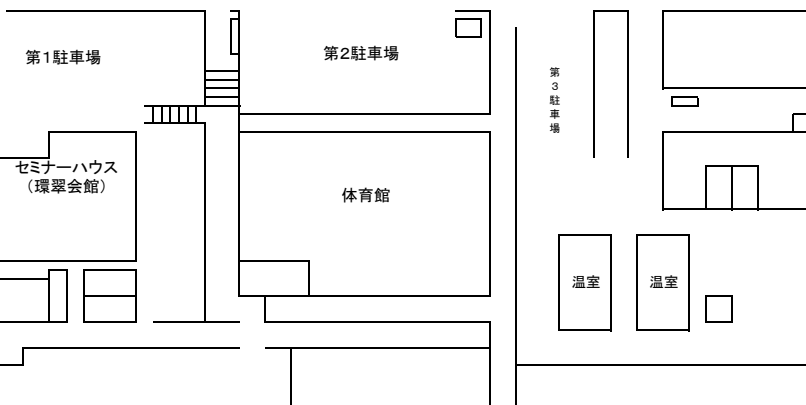 第１駐車場
第２駐車場
第３駐車場
セミナーハウス
（環翠会館）
体育館
温室
温室